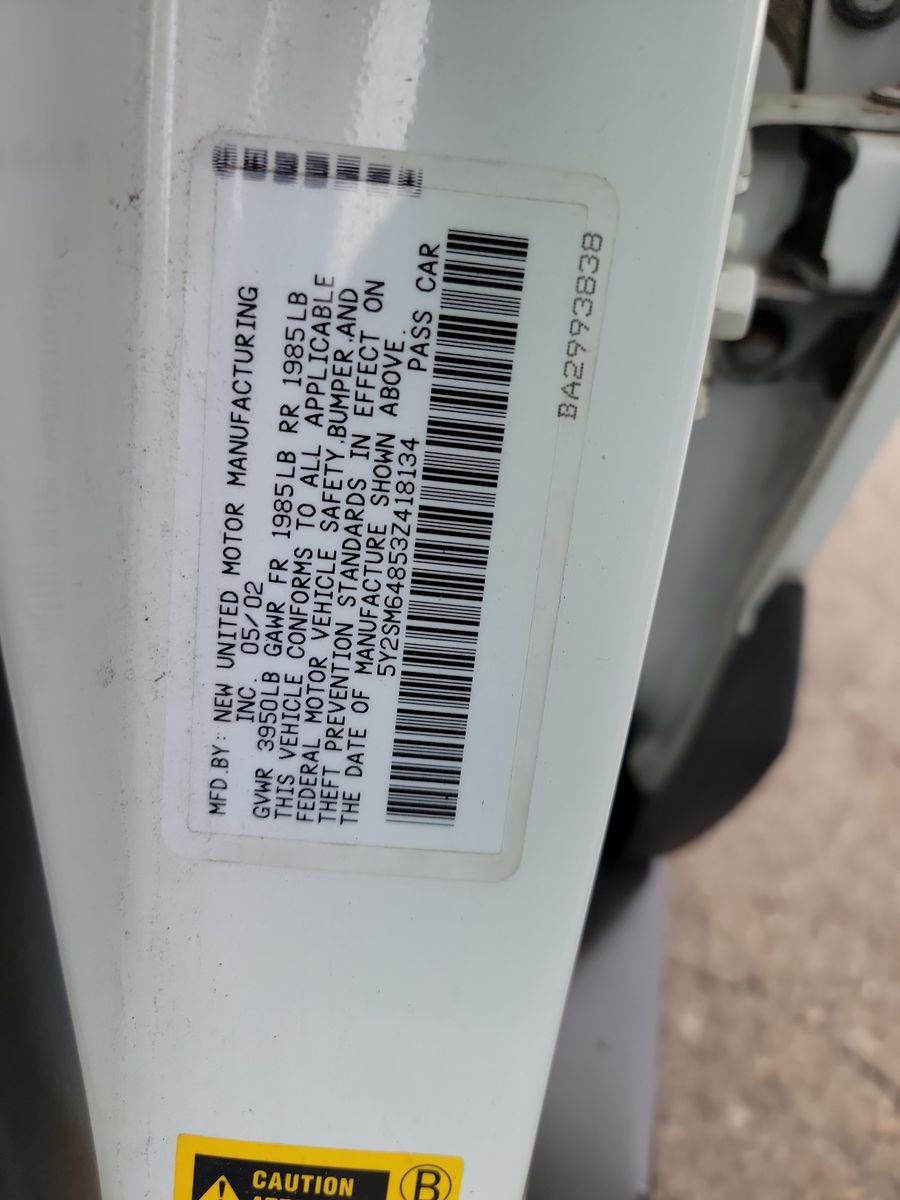 MFD.BY: NEW UNITED MOTOR MANUFACTURING
INC. 05/02
GVWR 3950LB GAWR FR 1985LB RR 1985LB
THIS VEHICLE CONFORMS TO ALL APPLICABLE
FEDERAL MOTOR VEHICLE SAFETY,BUMPER,AND
THEFT PREVENTION STANDARDS IN EFFECT ON
THE DATE OF MANUFACTURE SHOWN ABOVE.
5Y2SM64853Z418134 PASS CAR
BA2993838
CAUTION
B